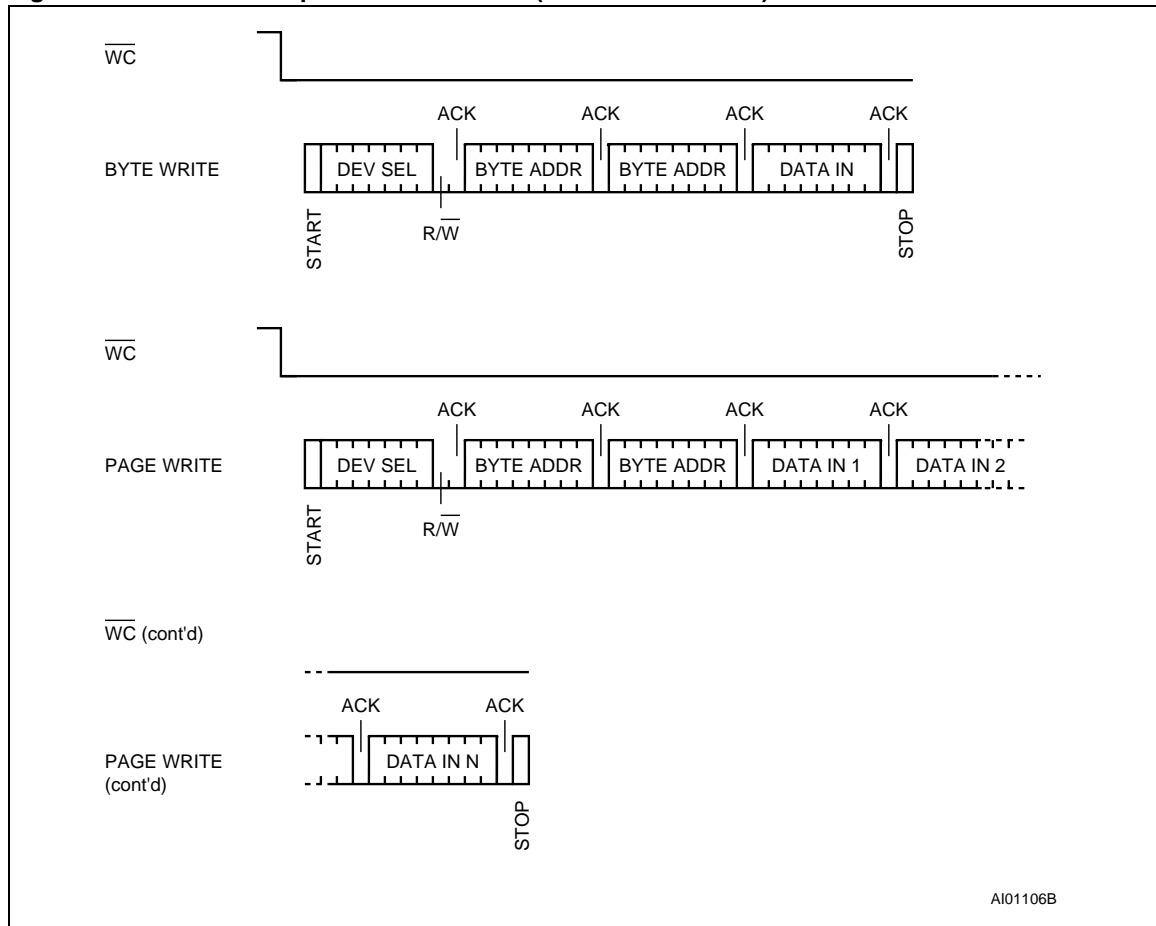 WC
ACK ACK ACK ACK
BYTE WRITE DEV SEL BYTE ADDR BYTE ADDR DATA IN
START R/W STOP
WC
ACK ACK ACK ACK
PAGE WRITE DEV SEL BYTE ADDR BYTE ADDR DATA IN 1 DATA IN 2
START R/W
WC (cont'd)
ACK ACK
PAGE WRITE DATA IN N
(cont'd)
STOP
AI01106B